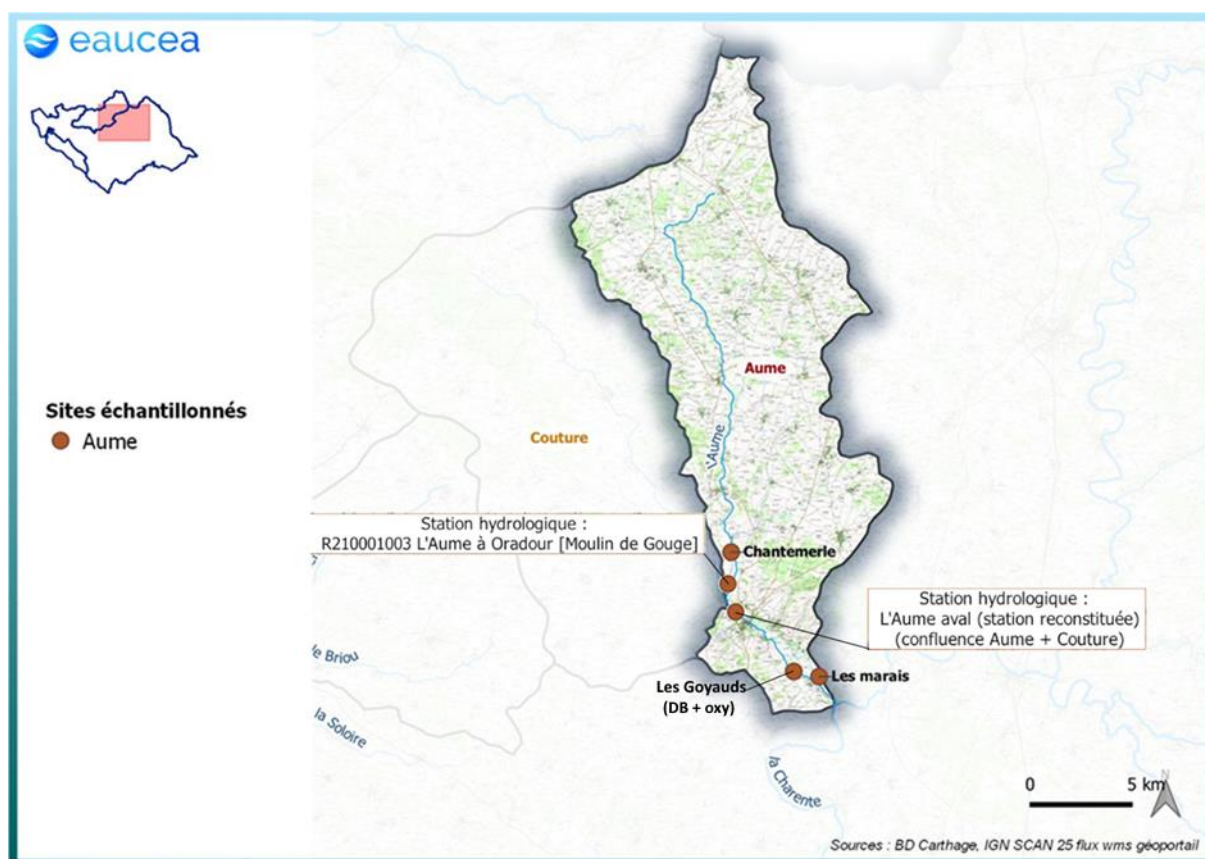 eaucea
Sites échantillonnés
Aume
Aume
Couture
l'Aume
Station hydrologique :
R210001003 L'Aume à Oradour [Moulin de Gouge]
Chantemerle
Station hydrologique :
L'Aume aval (station reconstituée)
(confluence Aume + Couture)
de Briou
Les Goyauds
(DB + oxy)
Les marais
la Soloire
la Charente
0 5 km
N
Sources : BD Carthage, IGN SCAN 25 flux wms géoportail